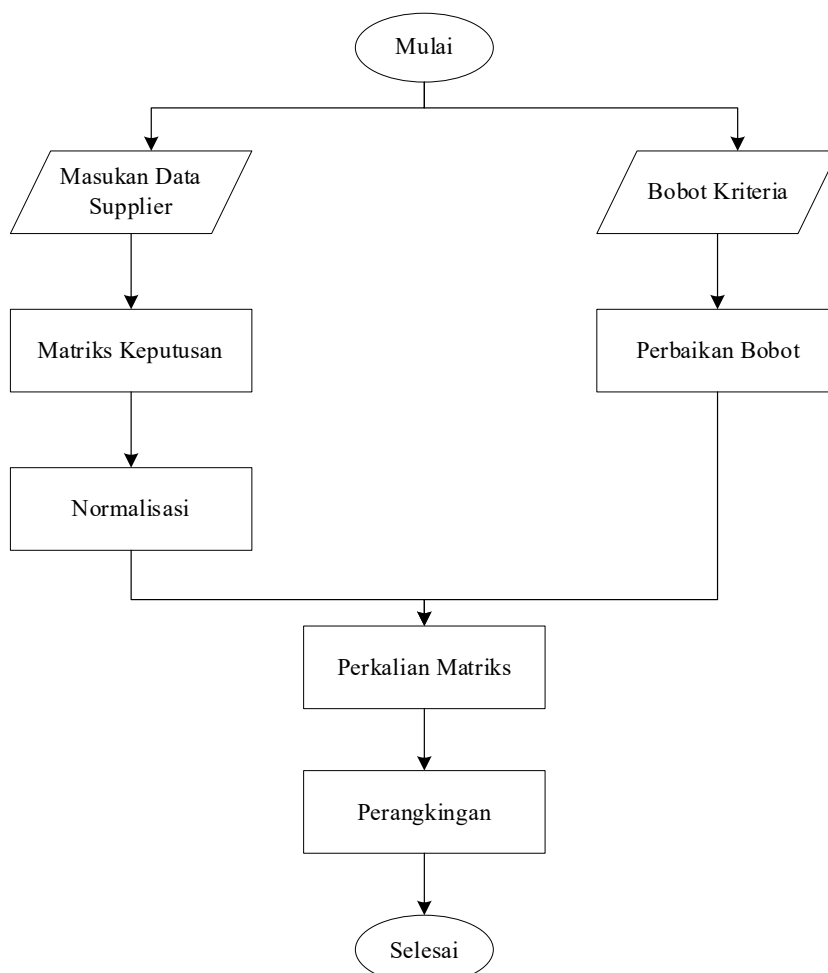 Mulai
Masukan Data
Supplier
Bobot Kriteria
Matriks Keputusan
Perbaikan Bobot
Normalisasi
Perkalian Matriks
Perangkingan
Selesai